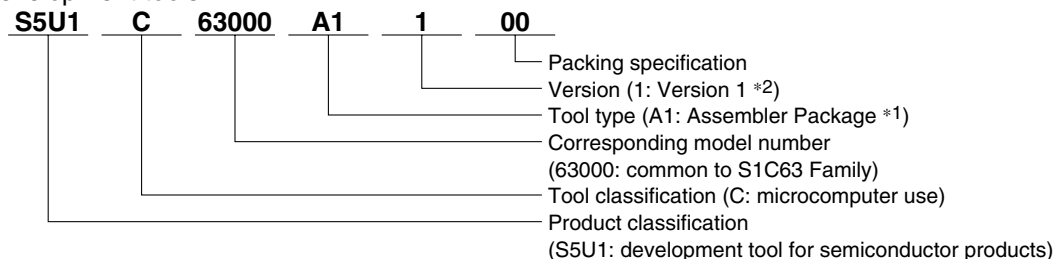 S5U1 C 63000 A1 1 00
Packing specification
Version (1: Version 1 *2)
Tool type (A1: Assembler Package *1)
Corresponding model number
(63000: common to S1C63 Family)
Tool classification (C: microcomputer use)
Product classification
(S5U1: development tool for semiconductor products)